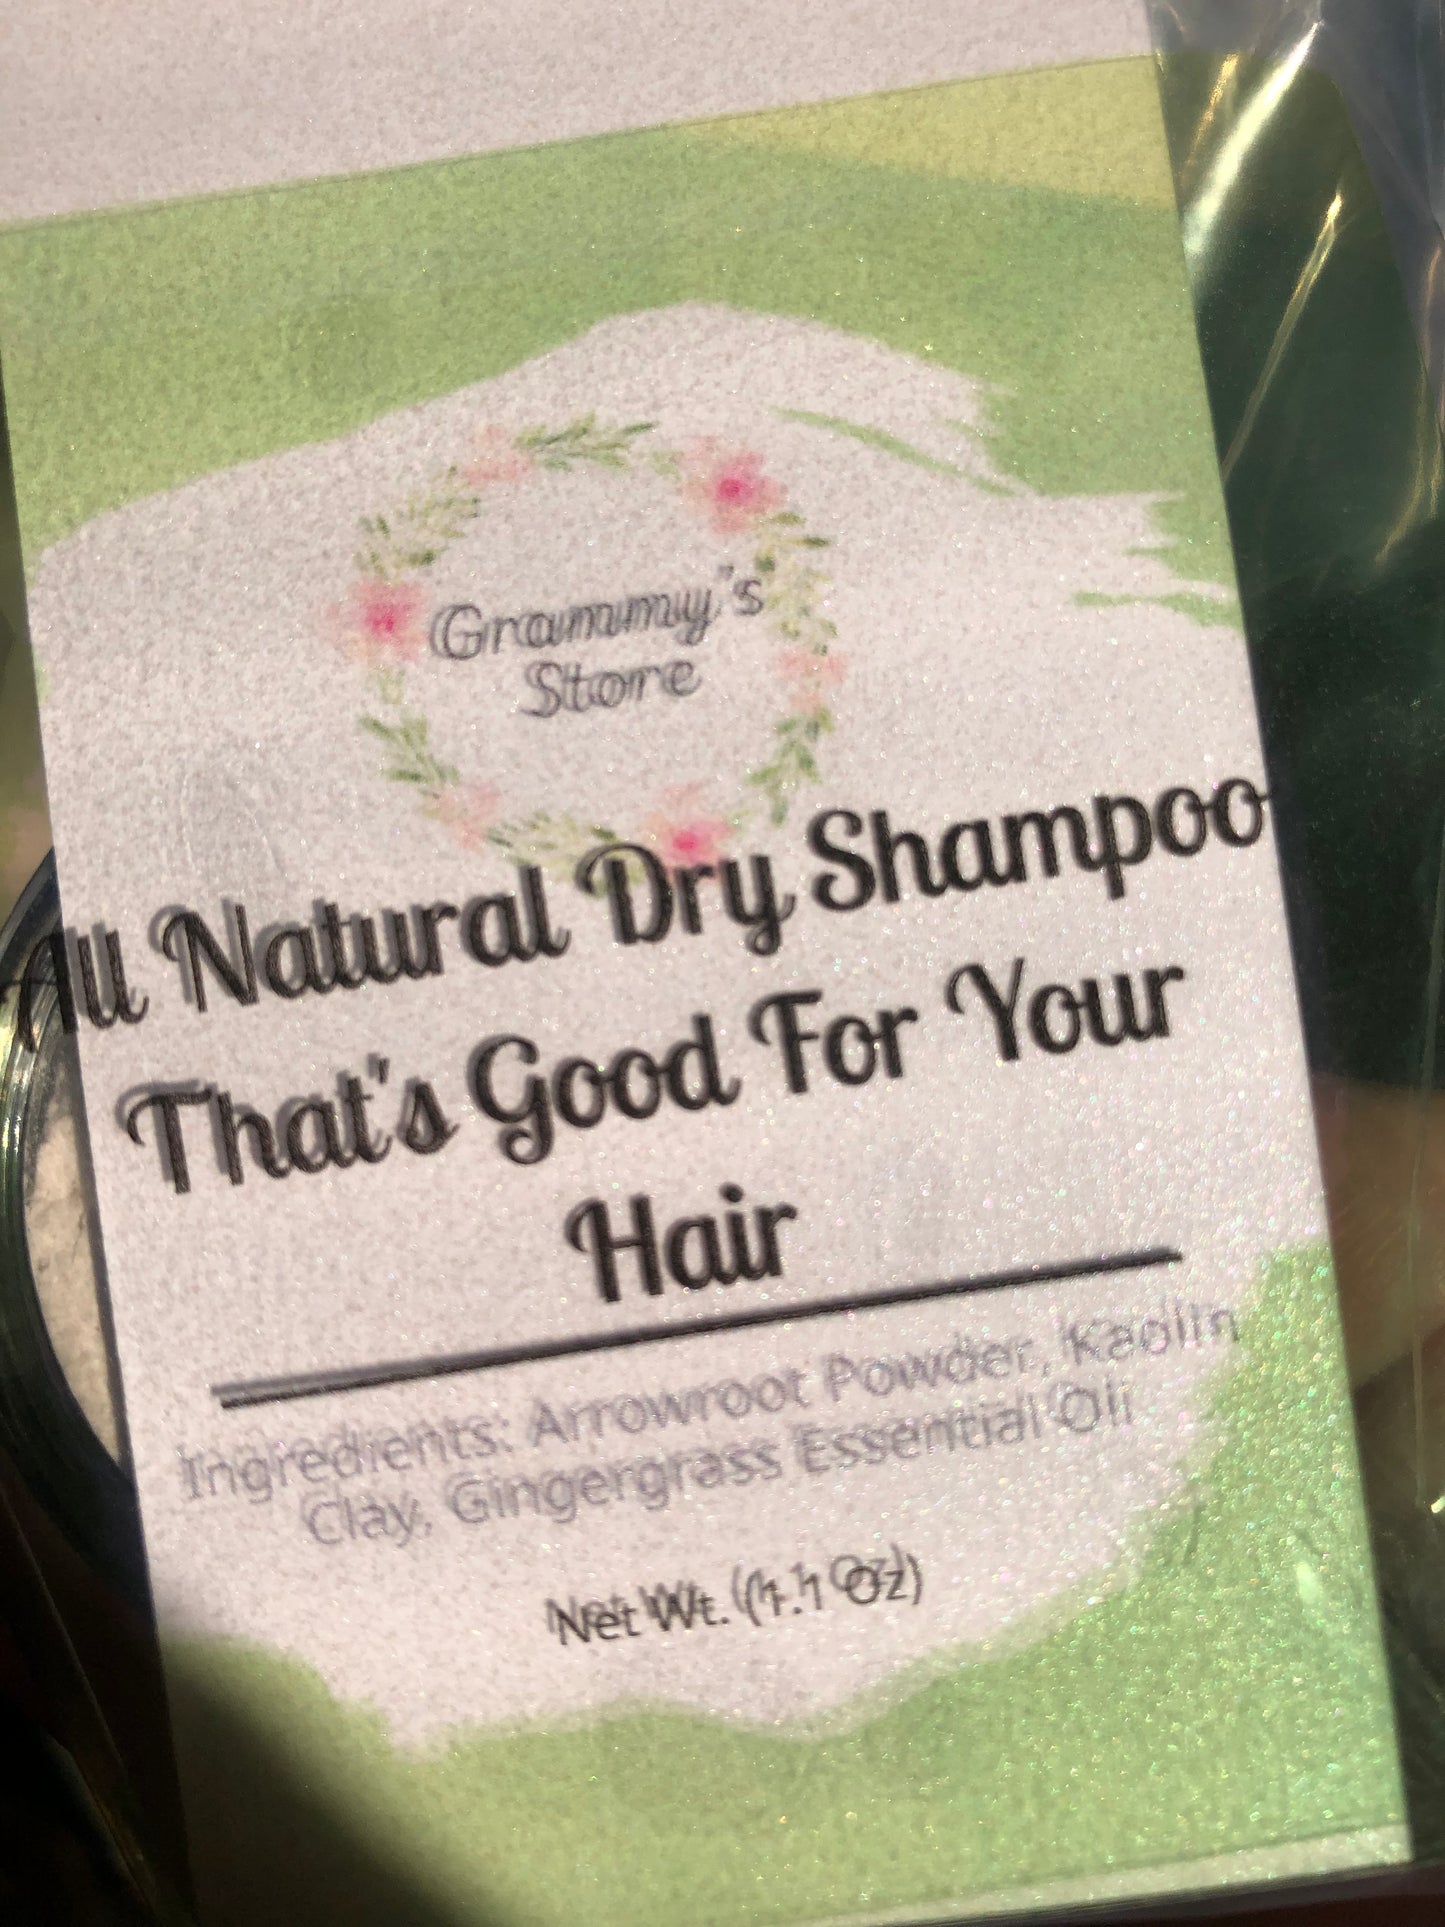 Grammy"s
Store
All Natural Dry Shampoo
That's Good For Your
Hair
Ingredients: Arrowroot Powder, Kaolin
Clay, Gingergrass Essential Oil
Net Wt. (1.1 Oz)